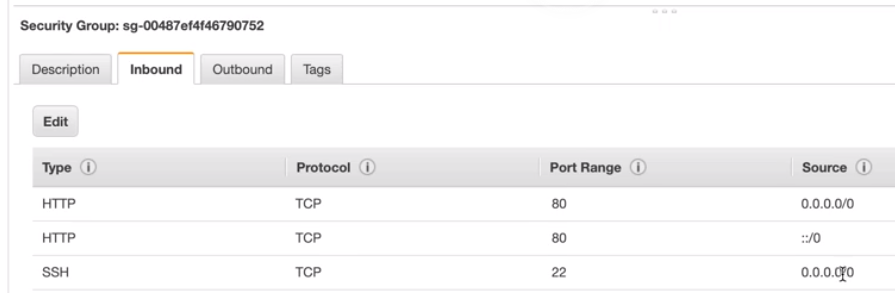 Security Group: sg-00487ef4f46790752
Description Inbound Outbound Tags
Edit
Type Protocol Port Range Source
HTTP TCP 80 0.0.0.0/0
HTTP TCP 80 ::/0
SSH TCP 22 0.0.0.0/0